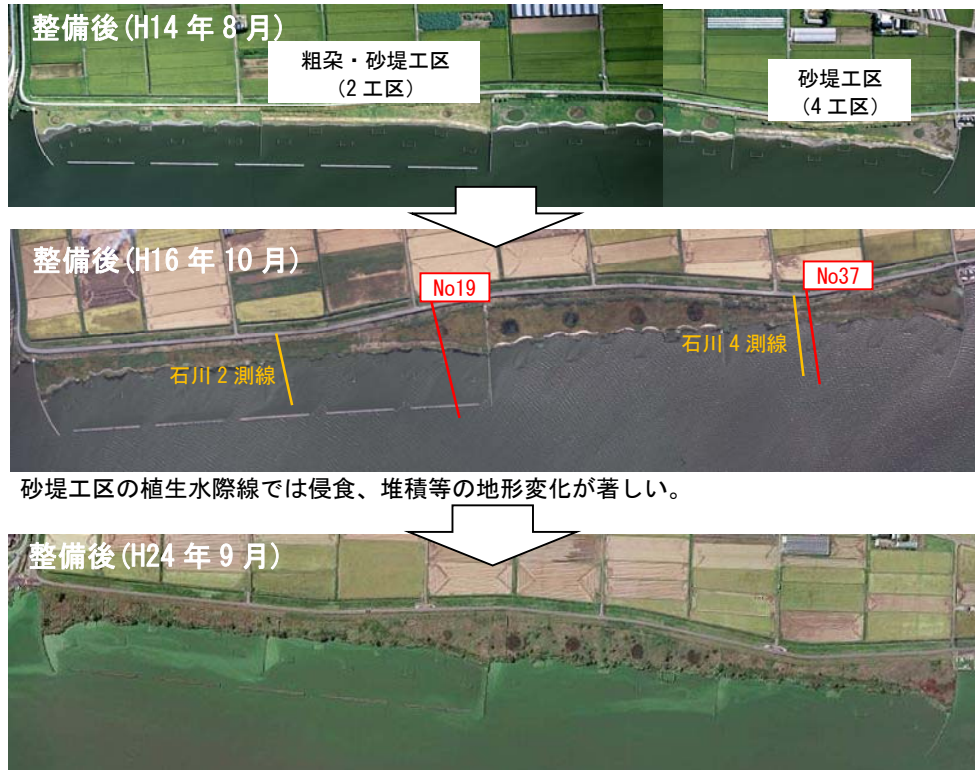 整備後(H14 年 8 月)
粗朶・砂堤工区
(2 工区)
砂堤工区
(4 工区)
整備後(H16 年 10 月)
No19
No37
石川 2 測線
石川 4 測線
砂堤工区の植生水際線では侵食、堆積等の地形変化が著しい。
整備後(H24 年 9 月)